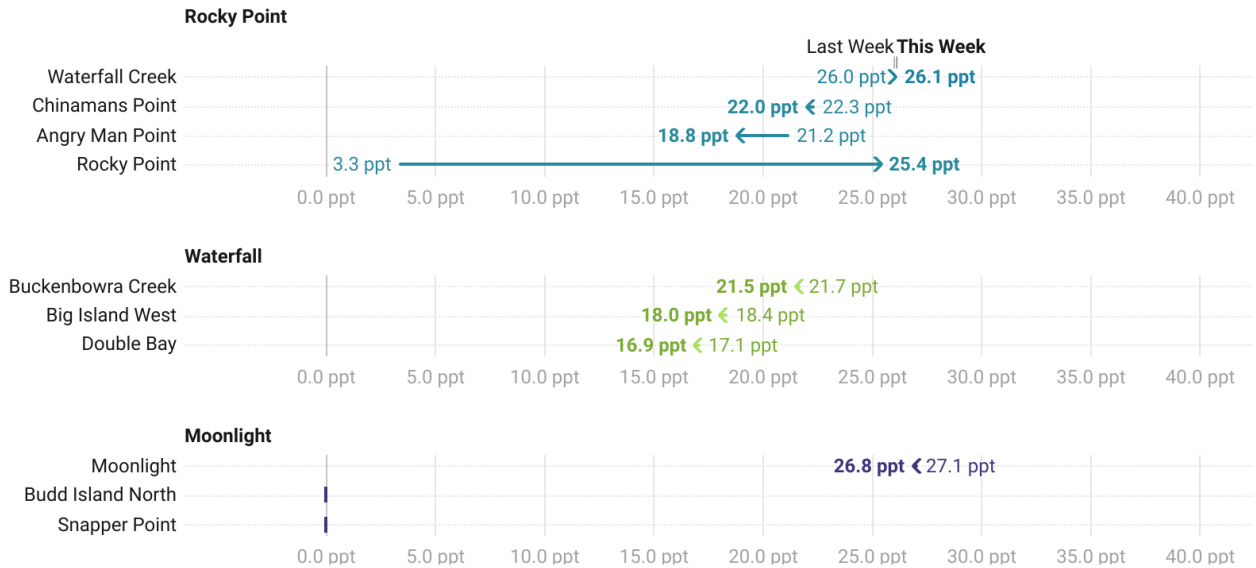 Rocky Point
Last Week This Week
Waterfall Creek 26.0 ppt 26.1 ppt
Chinamans Point 22.0 ppt 22.3 ppt
Angry Man Point 18.8 ppt 21.2 ppt
Rocky Point 3.3 ppt 25.4 ppt
0.0 ppt 5.0 ppt 10.0 ppt 15.0 ppt 20.0 ppt 25.0 ppt 30.0 ppt 35.0 ppt 40.0 ppt
Waterfall
Buckenbowra Creek 21.5 ppt 21.7 ppt
Big Island West 18.0 ppt 18.4 ppt
Double Bay 16.9 ppt 17.1 ppt
0.0 ppt 5.0 ppt 10.0 ppt 15.0 ppt 20.0 ppt 25.0 ppt 30.0 ppt 35.0 ppt 40.0 ppt
Moonlight
Moonlight 26.8 ppt 27.1 ppt
Budd Island North
Snapper Point
0.0 ppt 5.0 ppt 10.0 ppt 15.0 ppt 20.0 ppt 25.0 ppt 30.0 ppt 35.0 ppt 40.0 ppt